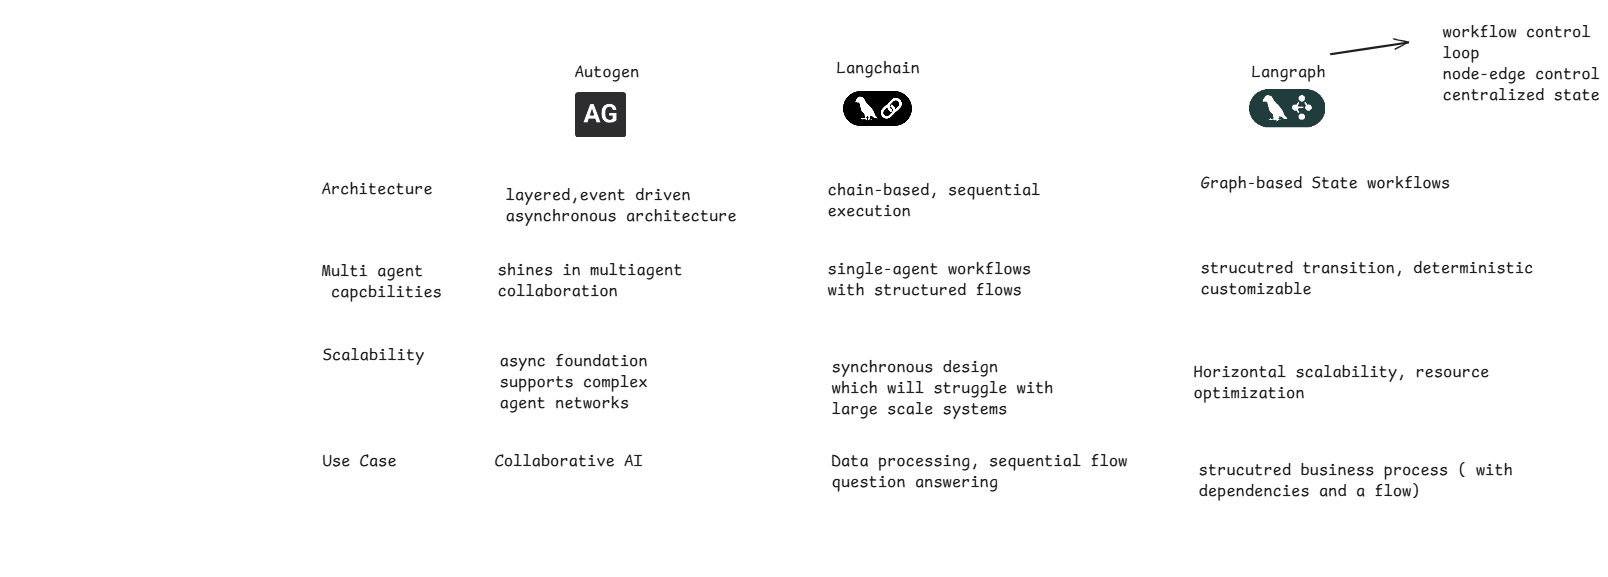 workflow control
loop
node-edge control
centralized state
Autogen
Langchain
Langraph
AG
Architecture
layered,event driven
asynchronous architecture
chain-based, sequential
execution
Graph-based State workflows
Multi agent
capcbilities
shines in multiagent
collaboration
single-agent workflows
with structured flows
strucutred transition, deterministic
customizable
Scalability
async foundation
supports complex
agent networks
synchronous design
which will struggle with
large scale systems
Horizontal scalability, resource
optimization
Use Case
Collaborative AI
Data processing, sequential flow
question answering
strucutred business process ( with
dependencies and a flow)